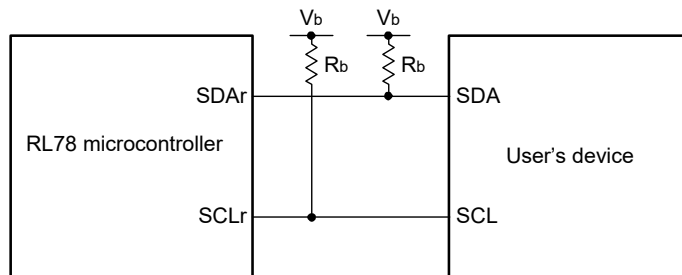 Vb
Vb
Rb
Rb
SDAr
SDA
RL78 microcontroller
User’s device
SCLr
SCL